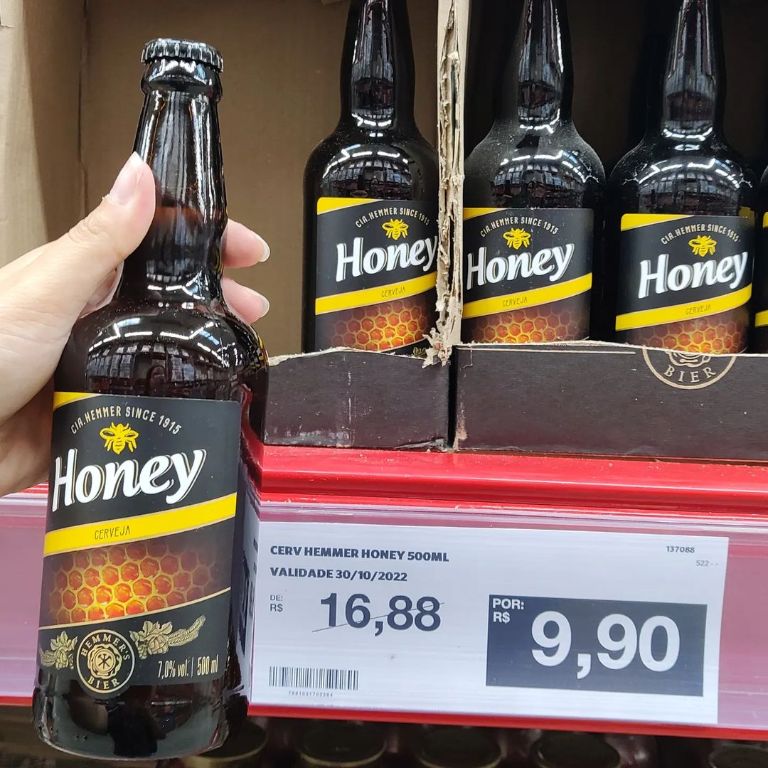 CIA.HEMMER SINCE 1915
Honey
CERVEJA
HEMMER'S
BIER
7,0% vol. | 500 ml
CIA.HEMMER SINCE 1915
Honey
CERVEJA
CIA.HEMMER SINCE 1915
Honey
CERVEJA
CIA.HEMMER SINCE 1915
Honey
CERVEJA
BIER
CERV HEMMER HONEY 500ML
137088
VALIDADE 30/10/2022
522--
DE:
R$
16,88
POR:
R$
9,90